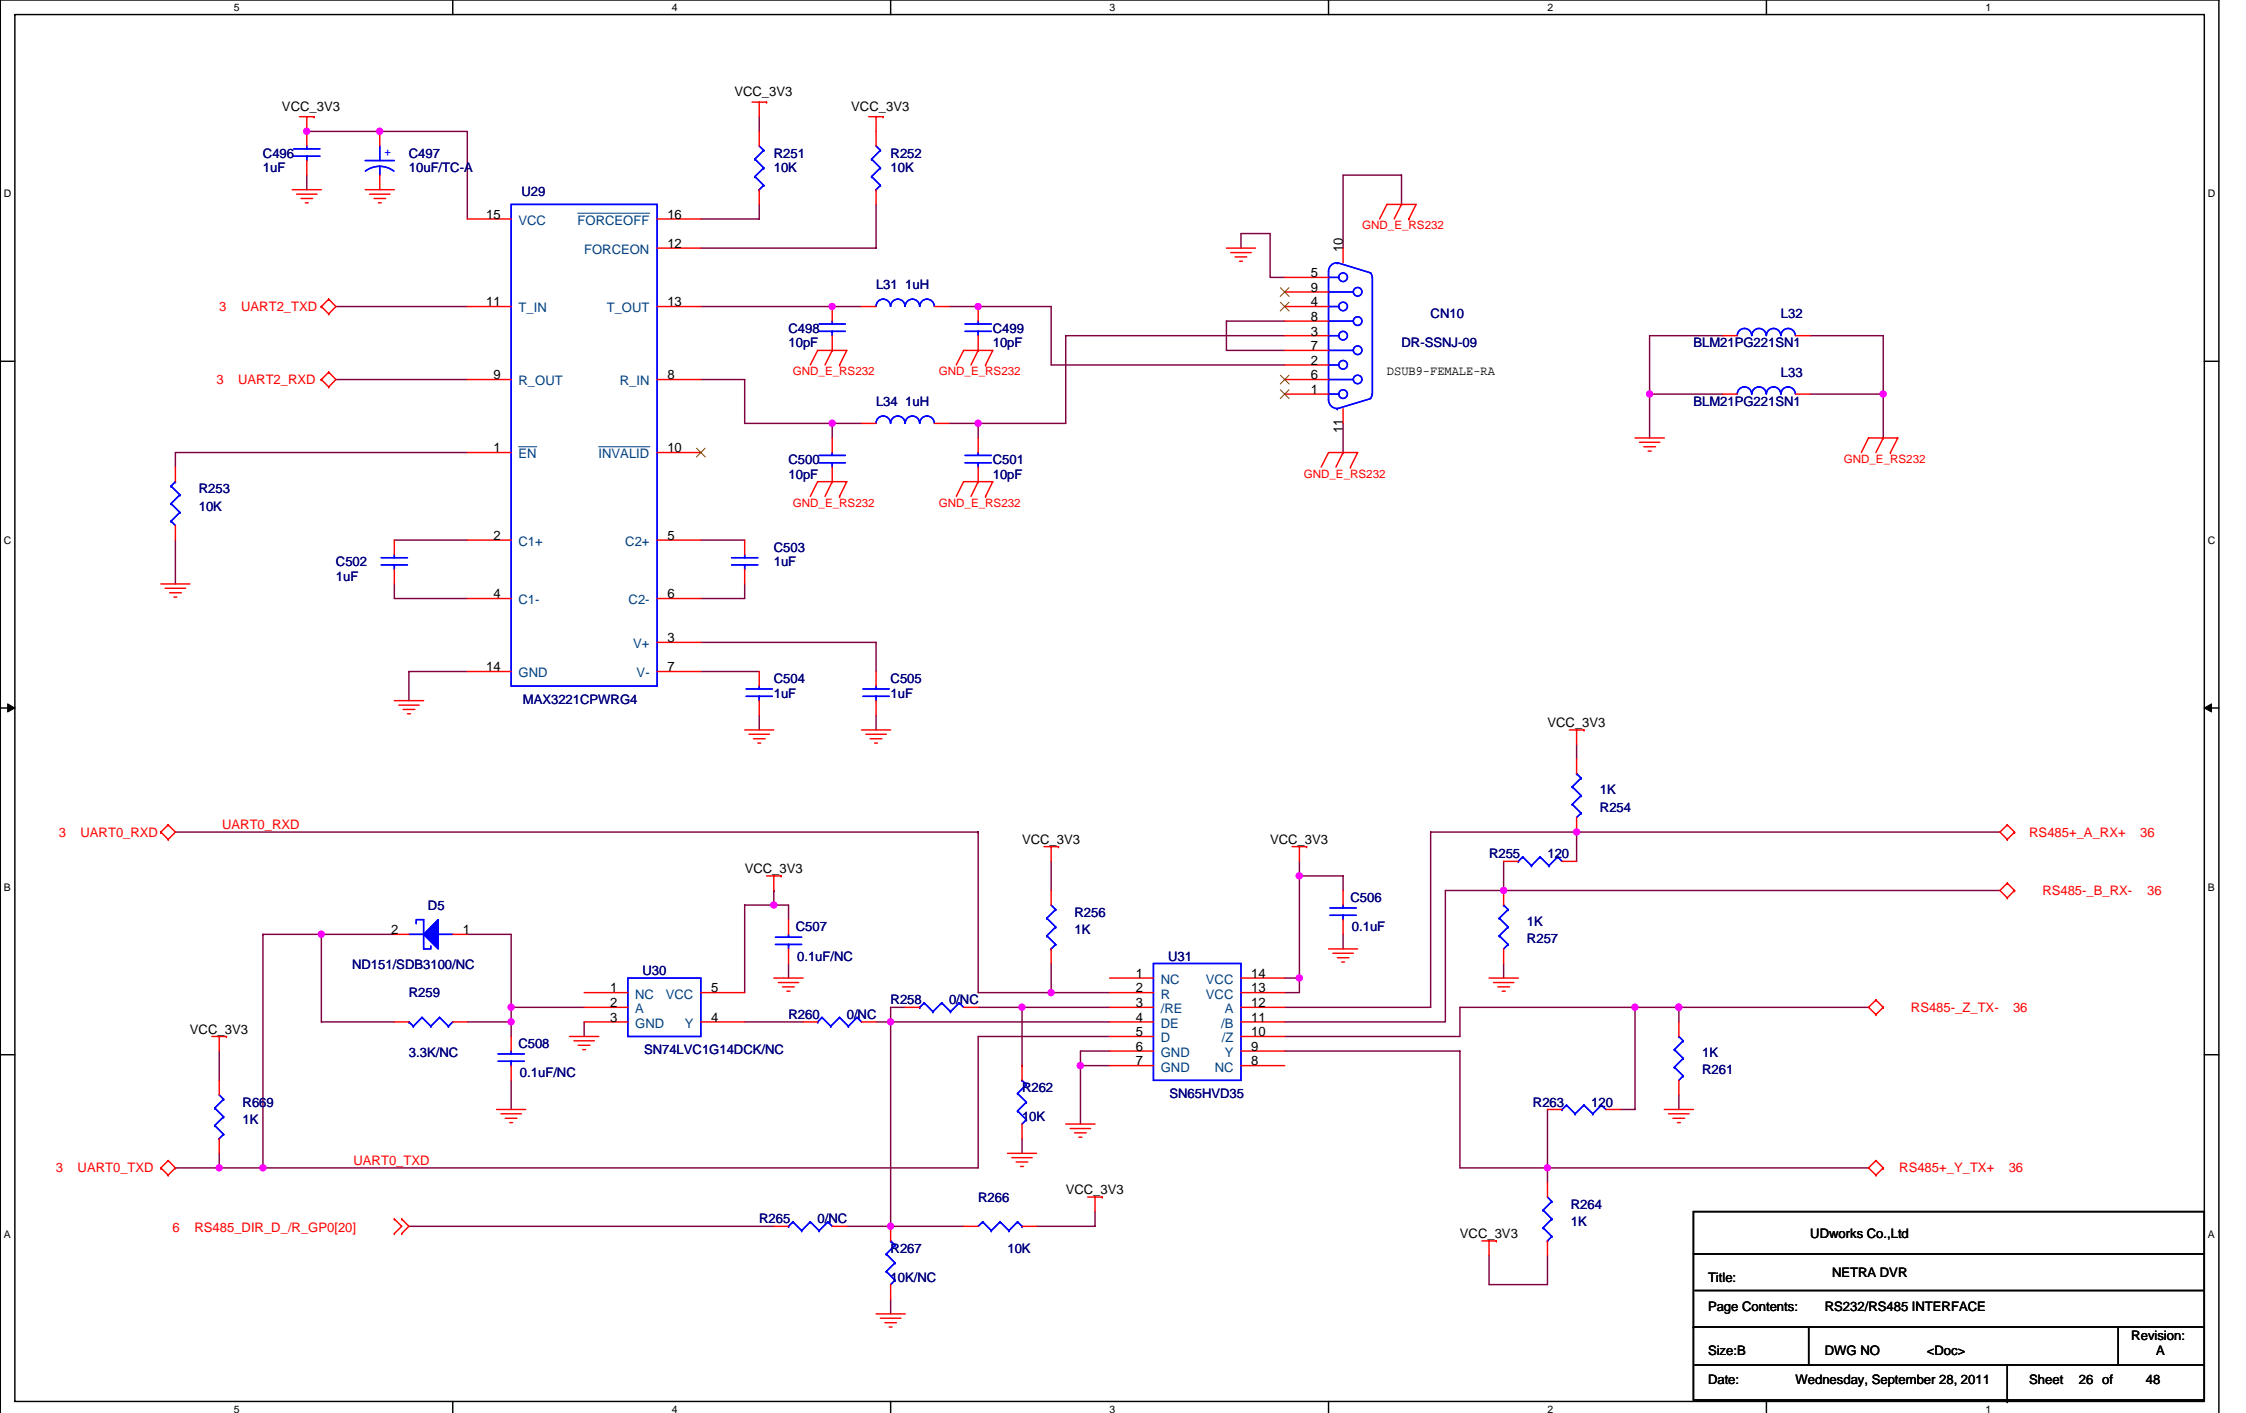 5 4 3 2 1
D
C
B
A
D
C
B
A
VCC_3V3
C496
1uF
+
C497
10uF/TC-A
VCC_3V3
R251
10K
VCC_3V3
R252
10K
U29
15 VCC
FORCEOFF 16
FORCEON 12
3 UART2_TXD
11 T_IN
T_OUT 13
3 UART2_RXD
9 R_OUT
R_IN 8
1 EN
INVALID 10
R253
10K
2 C1+
C2+ 5
C502
1uF
C503
1uF
4 C1-
C2- 6
V+ 3
14 GND
V- 7
MAX3221CPWRG4
C504
1uF
C505
1uF
L31 1uH
C498
10pF
GND_E_RS232
C499
10pF
GND_E_RS232
L34 1uH
C500
10pF
GND_E_RS232
C501
10pF
GND_E_RS232
GND_E_RS232
10
5
9
4
8
3
7
2
6
1
11
GND_E_RS232
CN10
DR-SSNJ-09
DSUB9-FEMALE-RA
L32
BLM21PG221SN1
L33
BLM21PG221SN1
GND_E_RS232
3 UART0_RXD
UART0_RXD
D5
2 1
ND151/SDB3100/NC
R259
3.3K/NC
VCC_3V3
R669
1K
C508
0.1uF/NC
VCC_3V3
C507
0.1uF/NC
U30
1 NC VCC 5
2 A
3 GND Y 4
SN74LVC1G14DCK/NC
R260 0/NC
R258 0/NC
VCC_3V3
R256
1K
R262
10K
VCC_3V3
C506
0.1uF
U31
1 NC VCC 14
2 R VCC 13
3 /RE A 12
4 DE /B 11
5 D /Z 10
6 GND Y 9
7 GND NC 8
SN65HVD35
3 UART0_TXD
UART0_TXD
6 RS485_DIR_D_/R_GP0[20]
R265 0/NC
R266
10K
VCC_3V3
R267
10K/NC
VCC_3V3
1K
R254
RS485+_A_RX+ 36
R255 120
RS485-_B_RX- 36
1K
R257
RS485-_Z_TX- 36
1K
R261
R263 120
RS485+_Y_TX+ 36
R264
1K
VCC_3V3
UDworks Co.,Ltd
Title: NETRA DVR
Page Contents: RS232/RS485 INTERFACE
Size:B DWG NO <Doc> Revision:
A
Date: Wednesday, September 28, 2011 Sheet 26 of 48
5 4 3 2 1